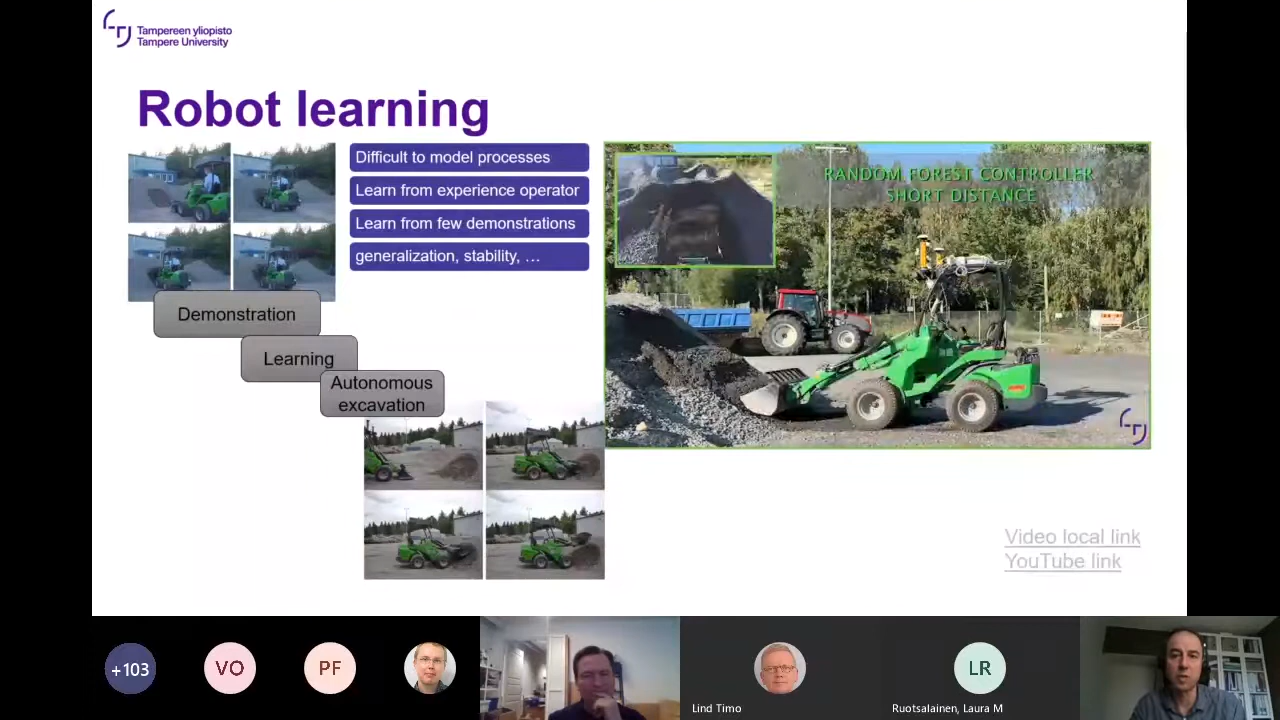 Tampereen yliopisto
Tampere University
Robot learning
Difficult to model processes
Learn from experience operator
Learn from few demonstrations
generalization, stability, ...
Demonstration
Learning
Autonomous
excavation
RANDOM FOREST CONTROLLER
SHORT DISTANCE
Video local link
YouTube link
+103
VO
PF
Lind Timo
LR
Ruotsalainen, Laura M